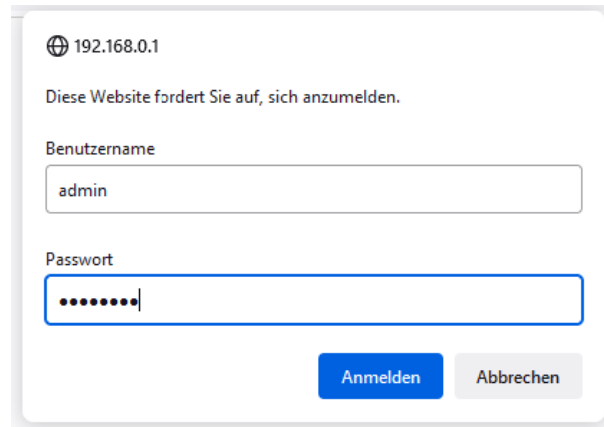 192.168.0.1
Diese Website fordert Sie auf, sich anzumelden.
Benutzername
admin
Passwort
••••••••
Anmelden Abbrechen